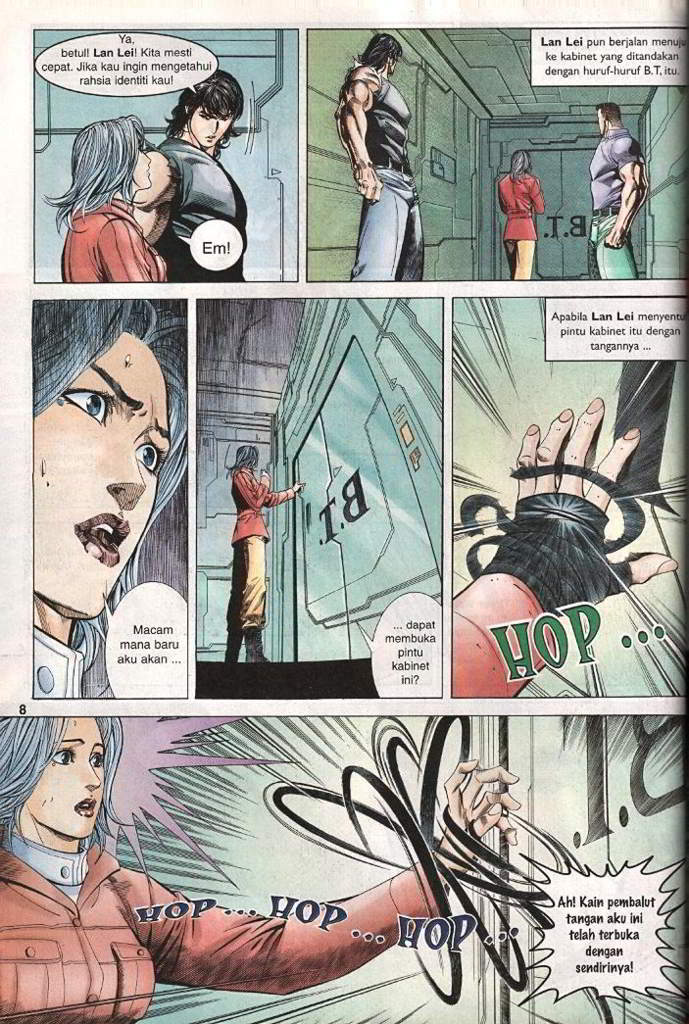 Ya,
betul! Lan Lei! Kita mesti
cepat. Jika kau ingin mengetahui
rahsia identiti kau!
Em!
Lan Lei pun berjalan menuju
ke kabinet yang ditandakan
dengan huruf-huruf B.T, itu.
B.T.
Macam
mana baru
aku akan ...
B.T.
... dapat
membuka
pintu
kabinet
ini?
Apabila Lan Lei menyentu
pintu kabinet itu dengan
tangannya ...
HOP ...
8
HOP ... HOP ... HOP ...
B.T.
Ah! Kain pembalut
tangan aku ini
telah terbuka
dengan
sendirinya!